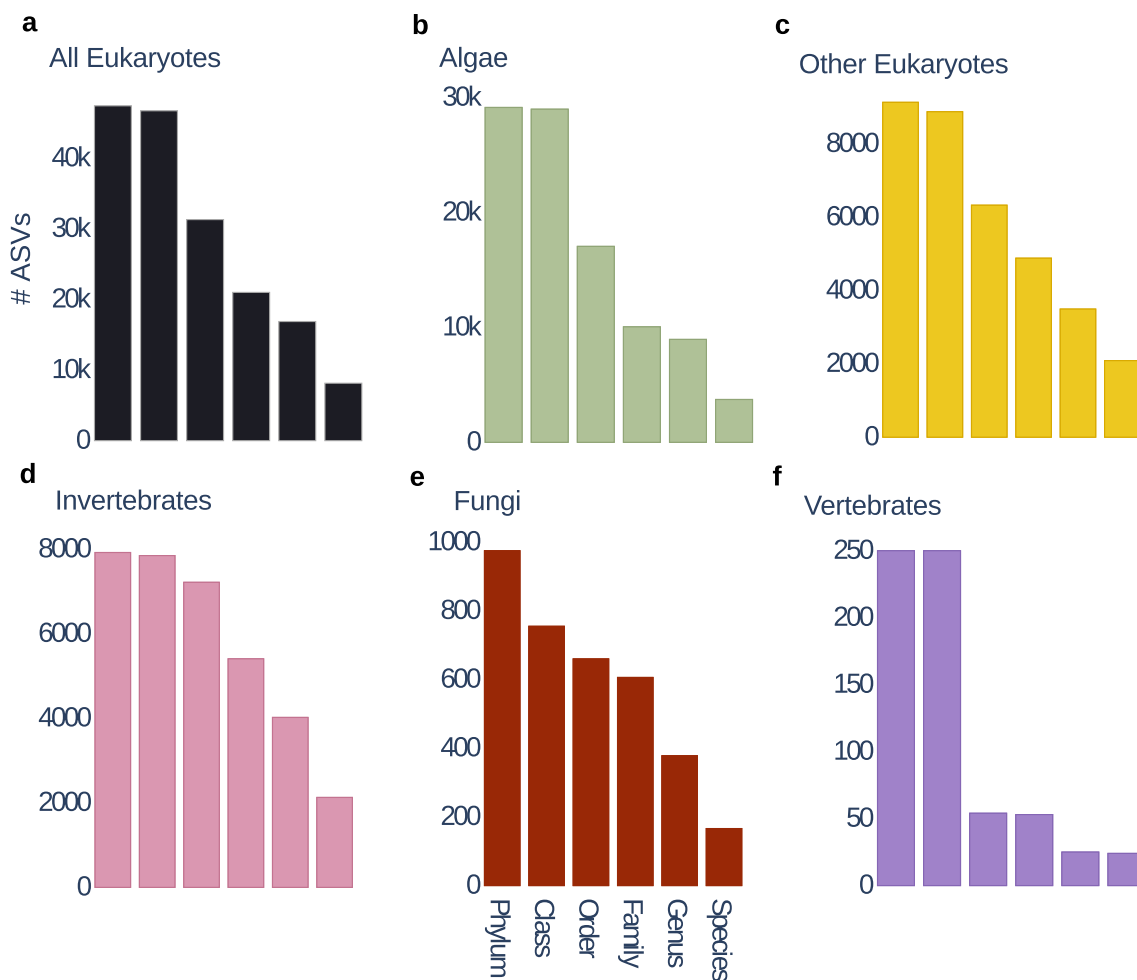 a
All Eukaryotes
# ASVs
40k
30k
20k
10k
0
b
Algae
30k
20k
10k
0
c
Other Eukaryotes
8000
6000
4000
2000
0
d
Invertebrates
8000
6000
4000
2000
0
e
Fungi
1000
800
600
400
200
0
Phylum
Class
Order
Family
Genus
Species
f
Vertebrates
250
200
150
100
50
0